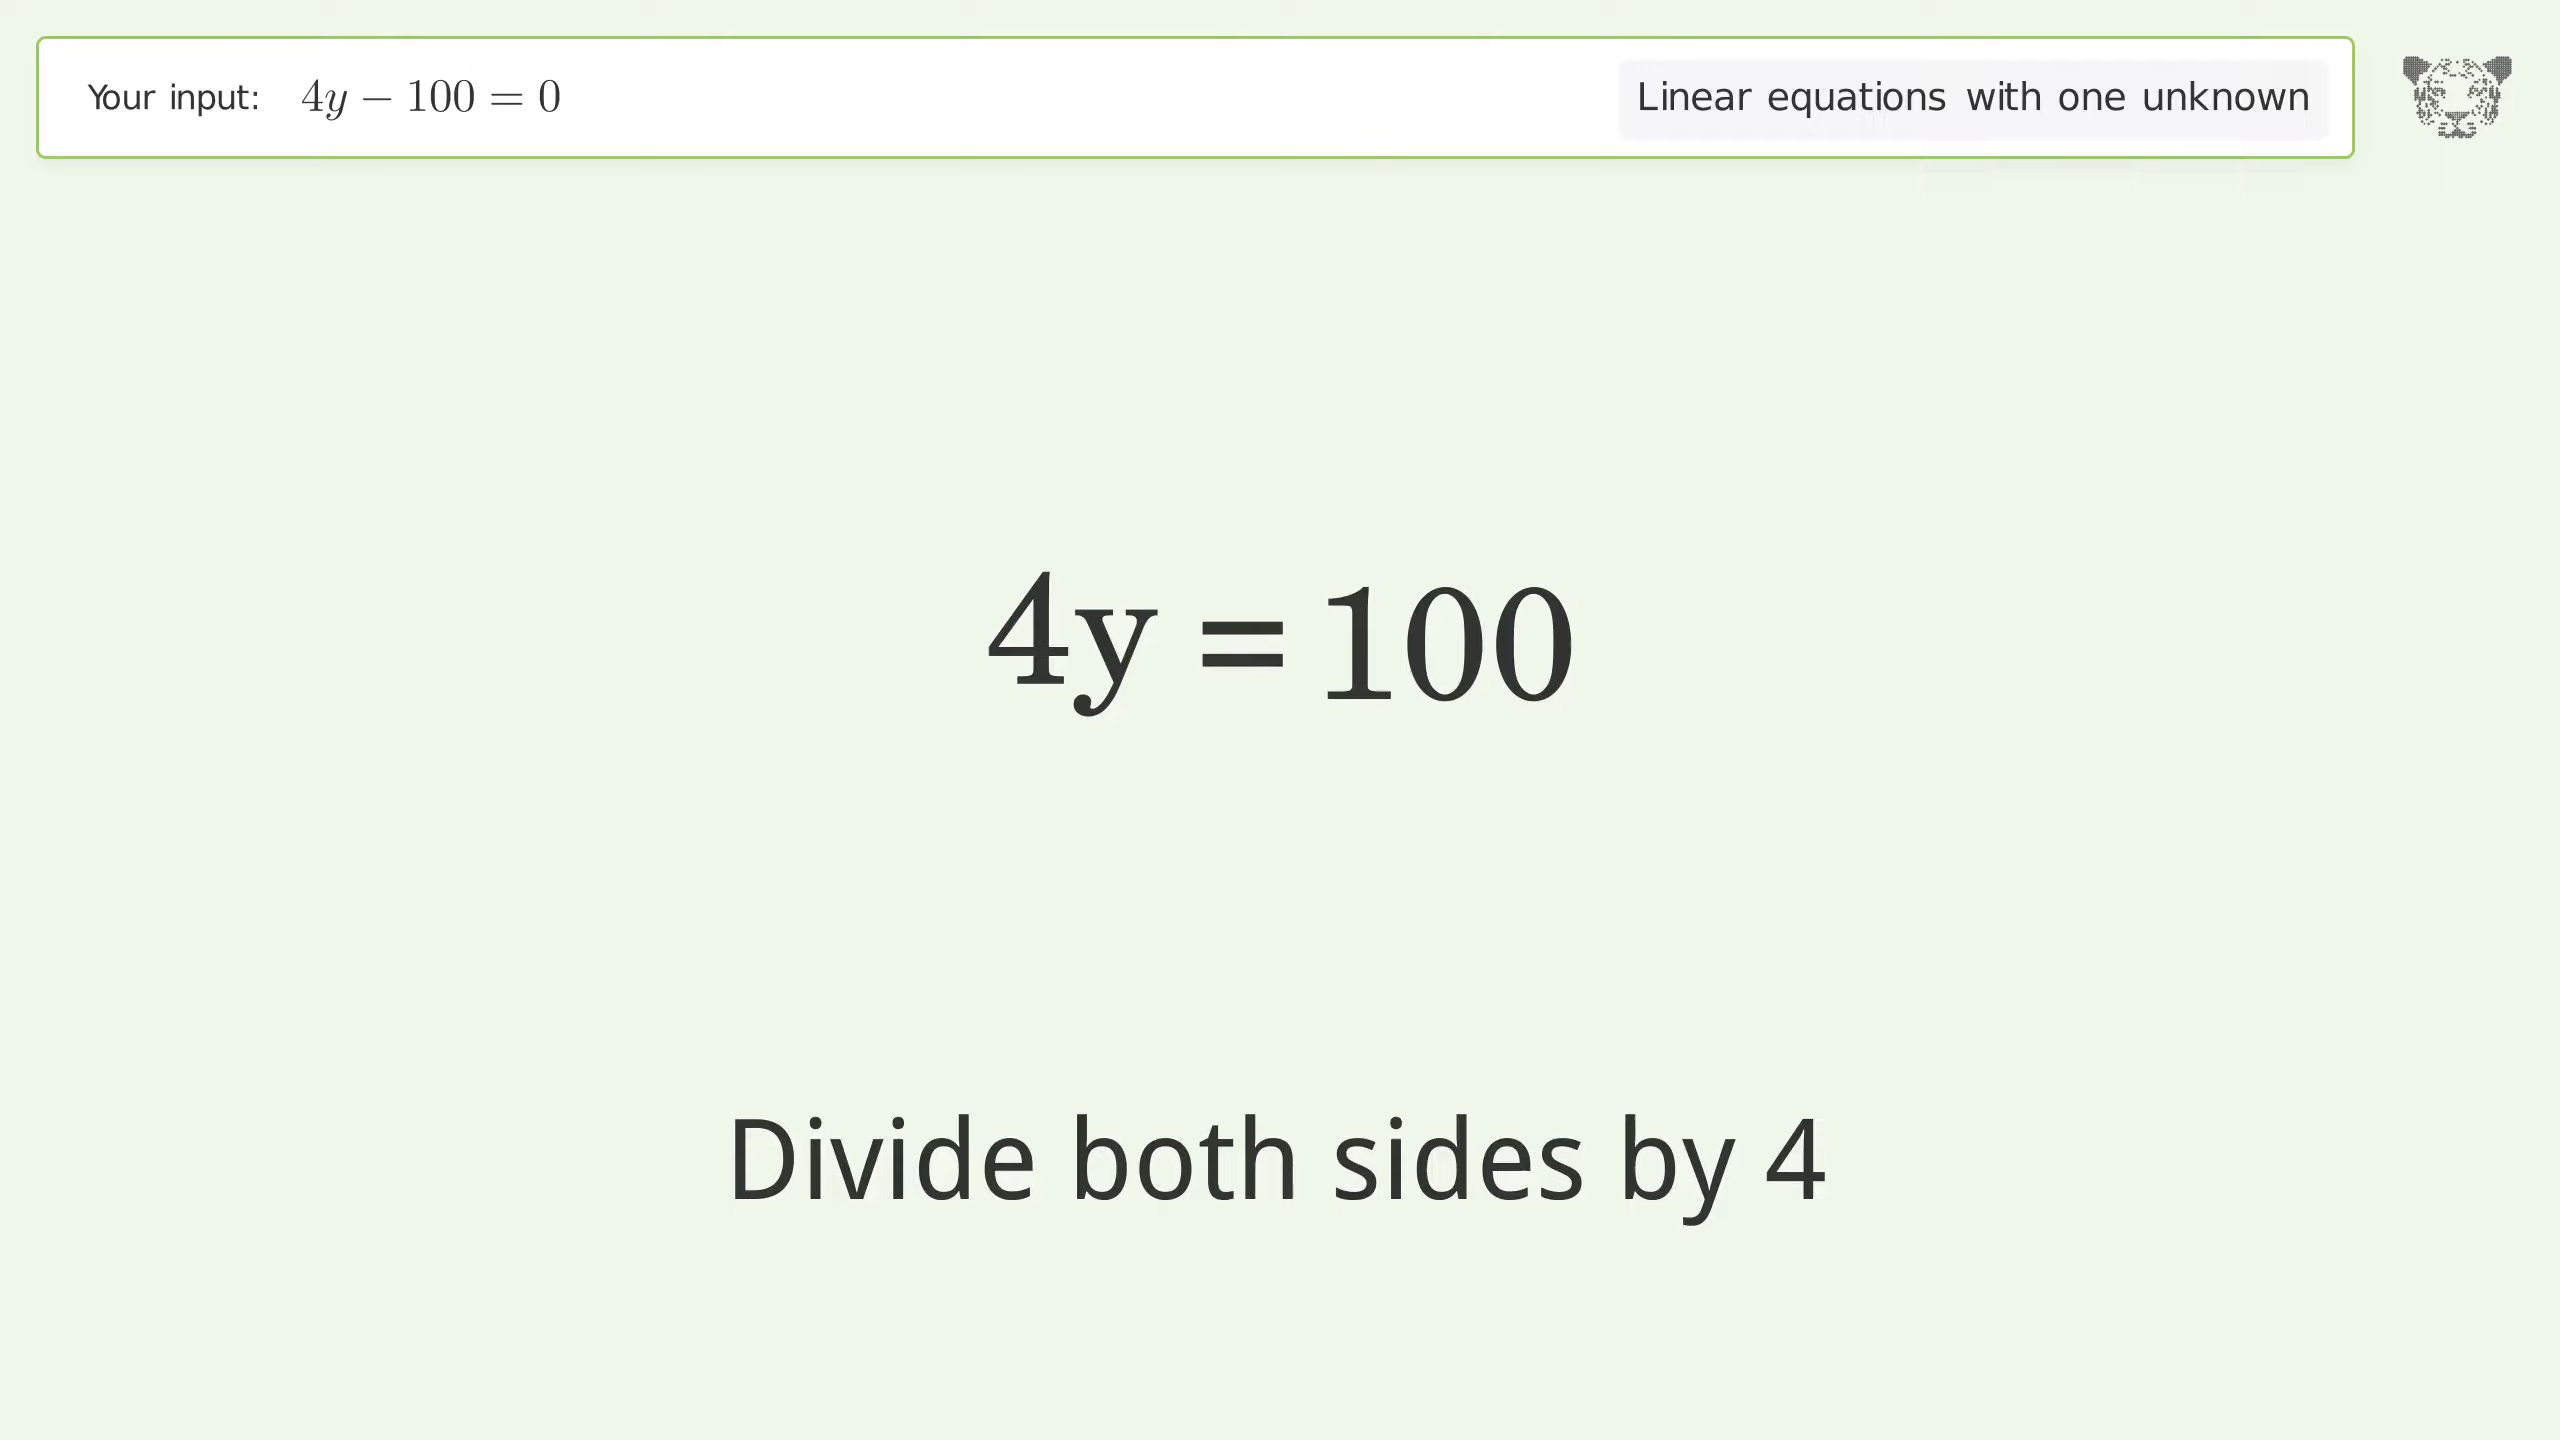 Your input: 4y − 100 = 0
Linear equations with one unknown
4y = 100
Divide both sides by 4